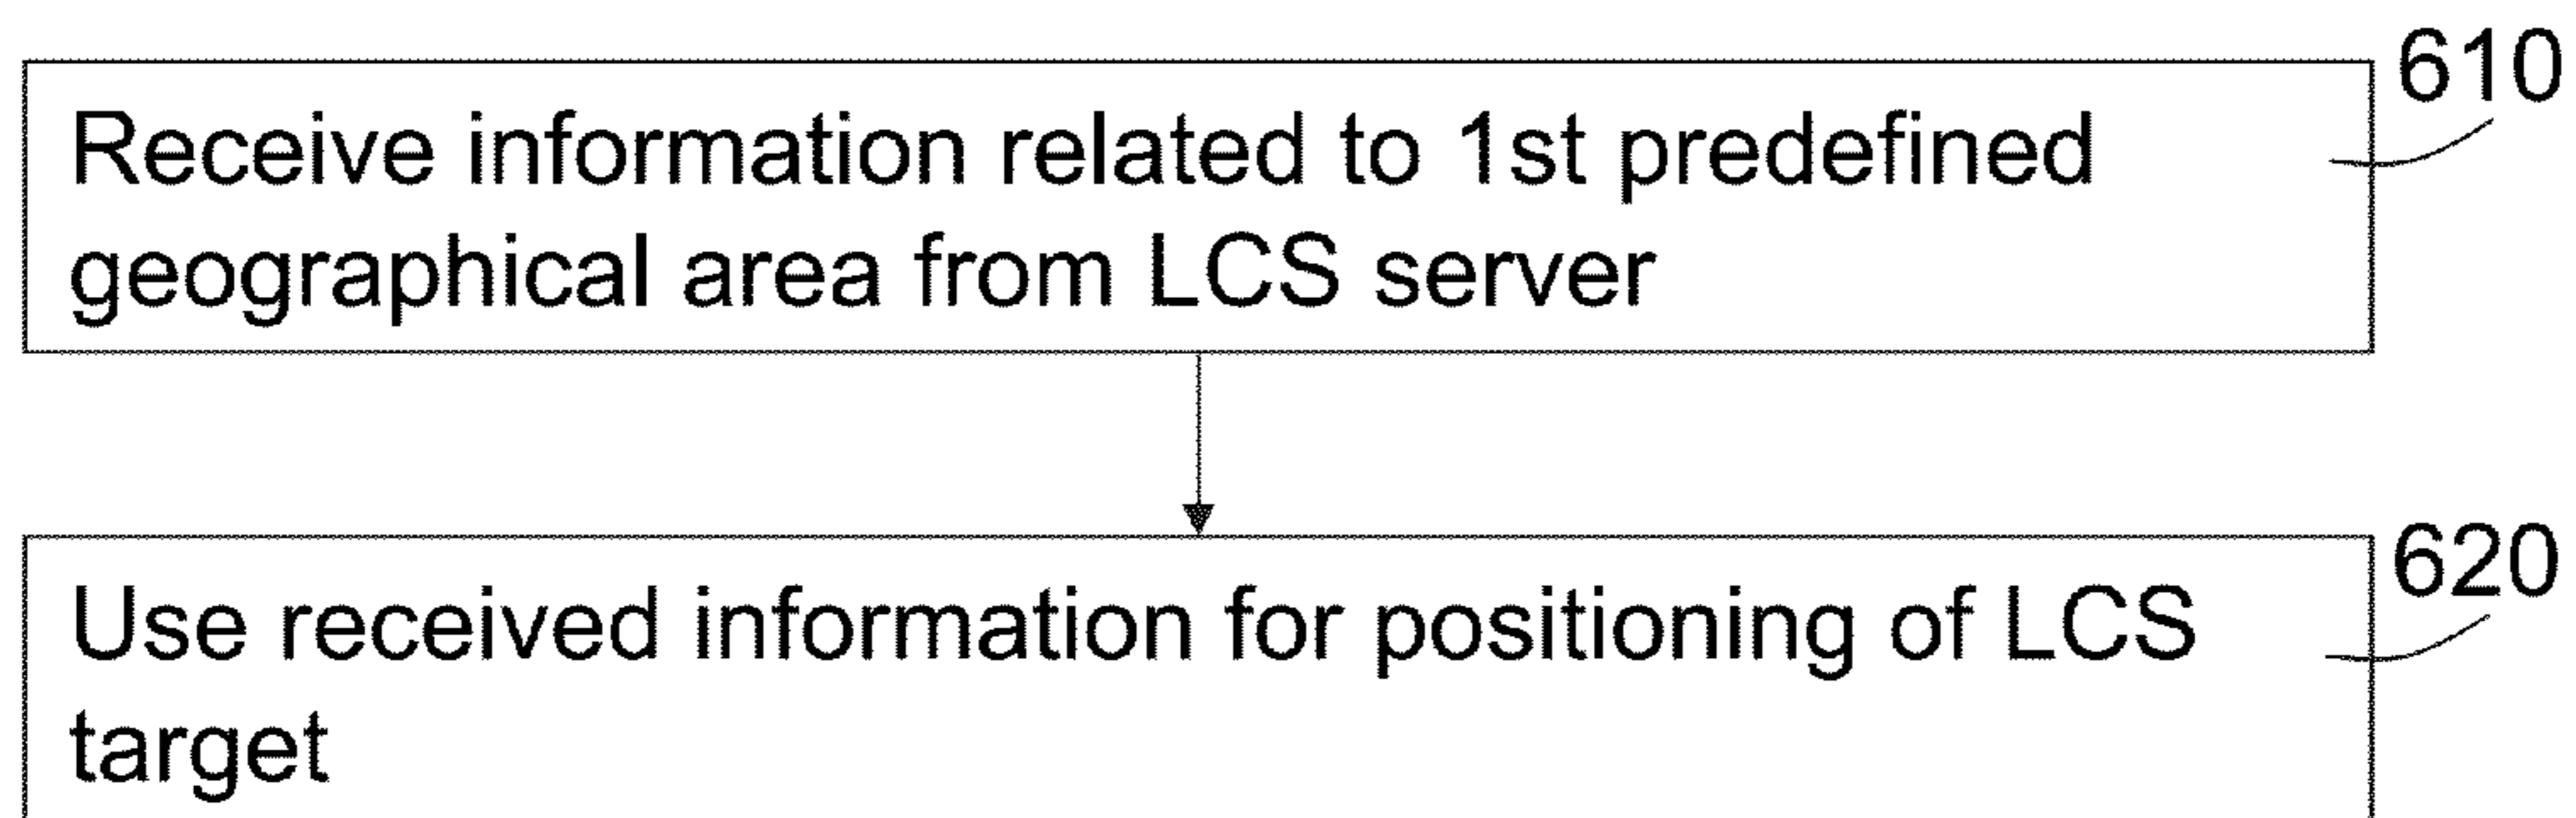 610
Receive information related to 1st predefined
geographical area from LCS server
620
Use received information for positioning of LCS
target